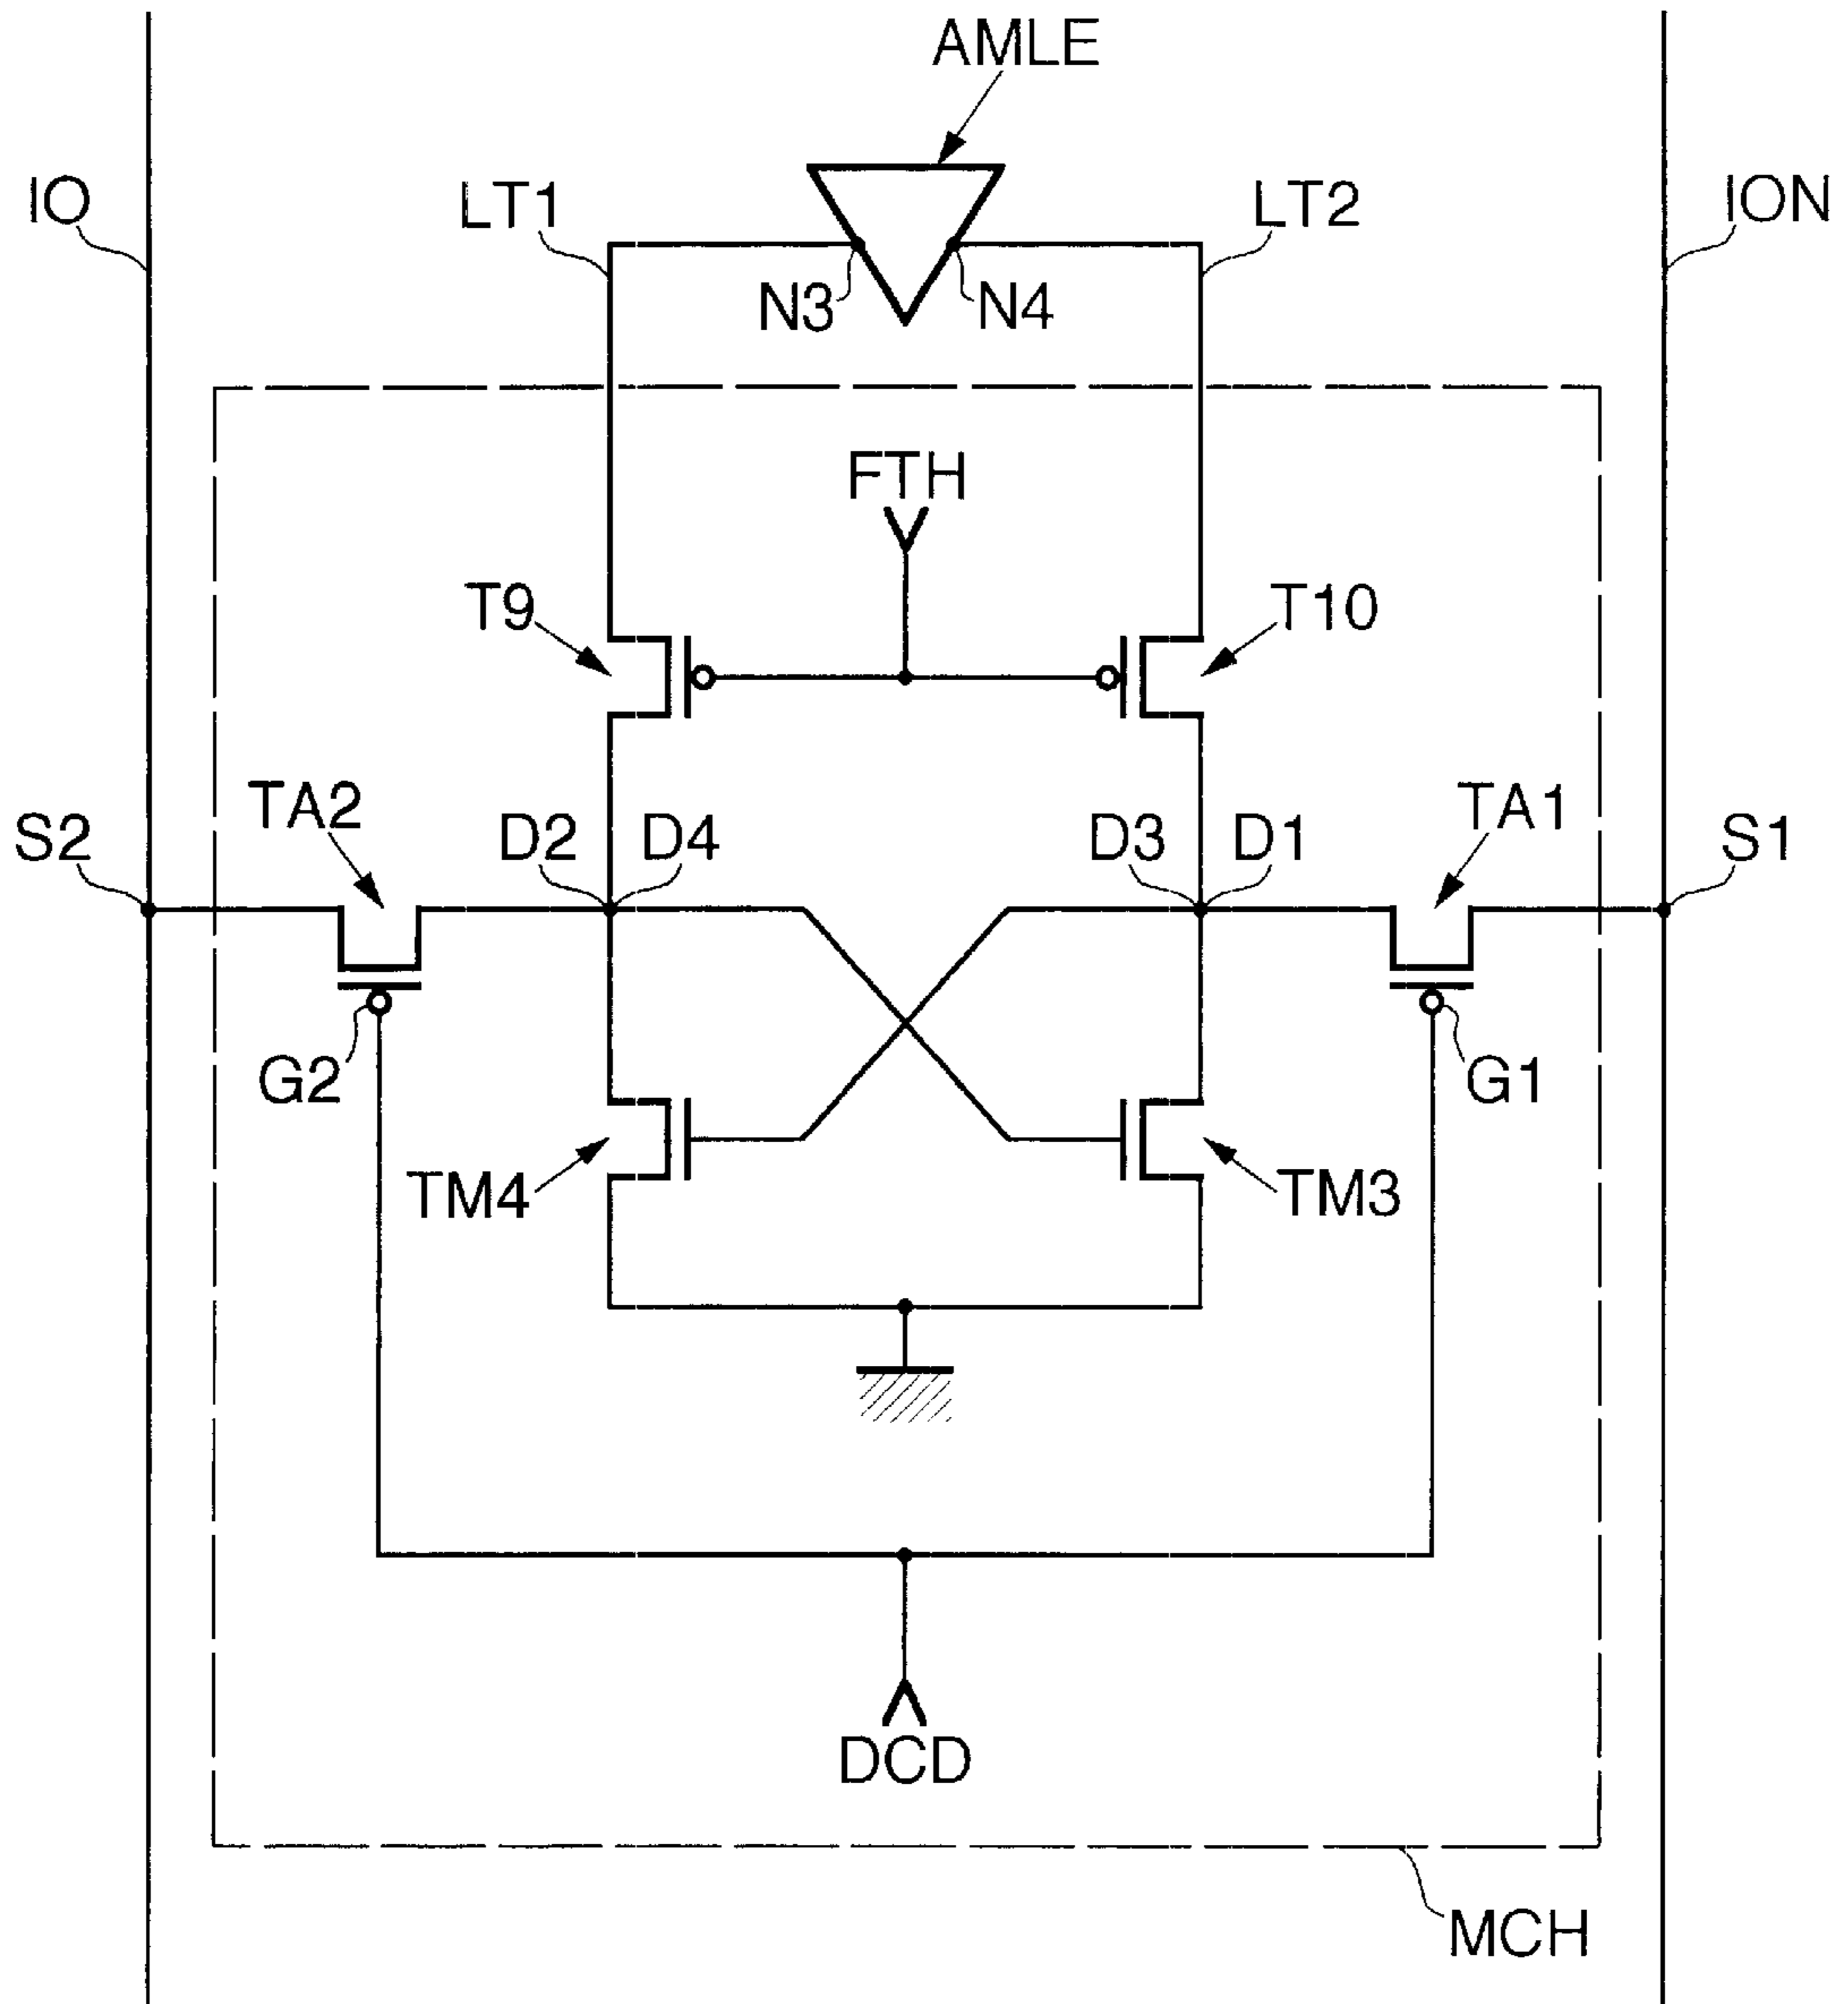 AMLE
IO
LT1
LT2
ION
N3
N4
FTH
T9
T10
TA2
TA1
S2
D2
D4
D3
D1
S1
G2
G1
TM4
TM3
DCD
MCH